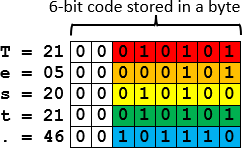 6-bit code stored in a byte
T = 21 0 0 0 1 0 1 0 1
e = 05 0 0 0 0 0 1 0 1
s = 20 0 0 0 1 0 1 0 0
t = 21 0 0 0 1 0 1 0 1
. = 46 0 0 1 0 1 1 1 0